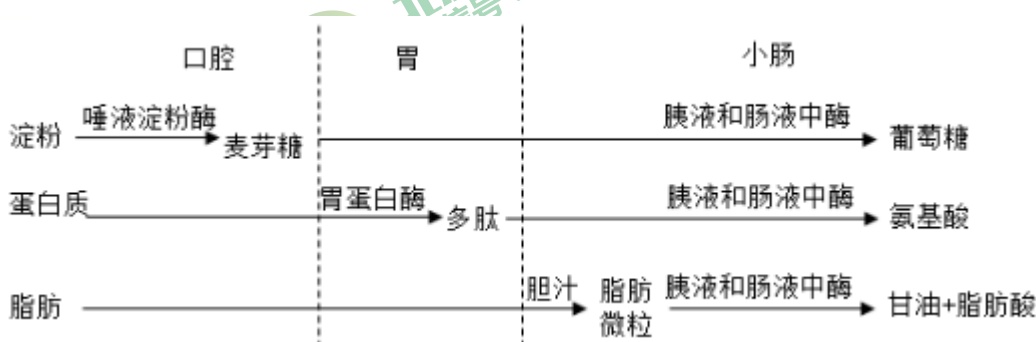 口腔 胃 小肠
淀粉 唾液淀粉酶 麦芽糖 胰液和肠液中酶 葡萄糖
蛋白质 胃蛋白酶 多肽 胰液和肠液中酶 氨基酸
脂肪 胆汁 脂肪 胰液和肠液中酶 甘油+脂肪酸
微粒